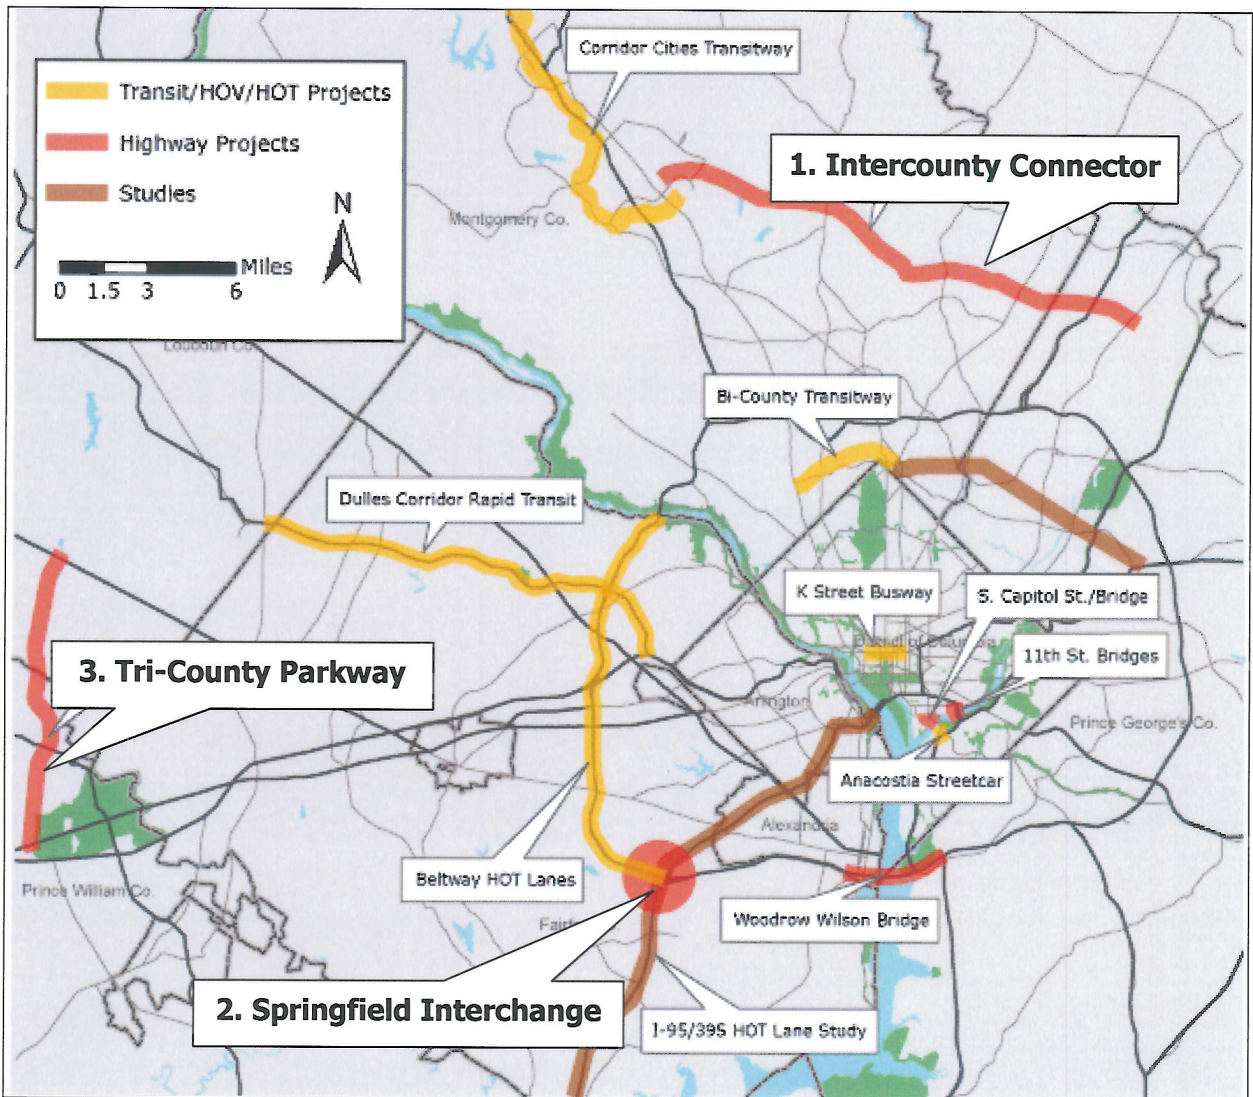 Corridor Cities Transitway
Transit/HOV/HOT Projects
Highway Projects
Studies
N
Miles
0 1.5 3 6
1. Intercounty Connector
Montgomery Co.
Loudoun Co.
Bi-County Transitway
Dulles Corridor Rapid Transit
K Street Busway
S. Capitol St./Bridge
District of Columbia
11th St. Bridges
3. Tri-County Parkway
Arlington
Prince George's Co.
Anacostia Streetcar
Alexandria
Beltway HOT Lanes
Prince William Co.
Woodrow Wilson Bridge
2. Springfield Interchange
I-95/395 HOT Lane Study